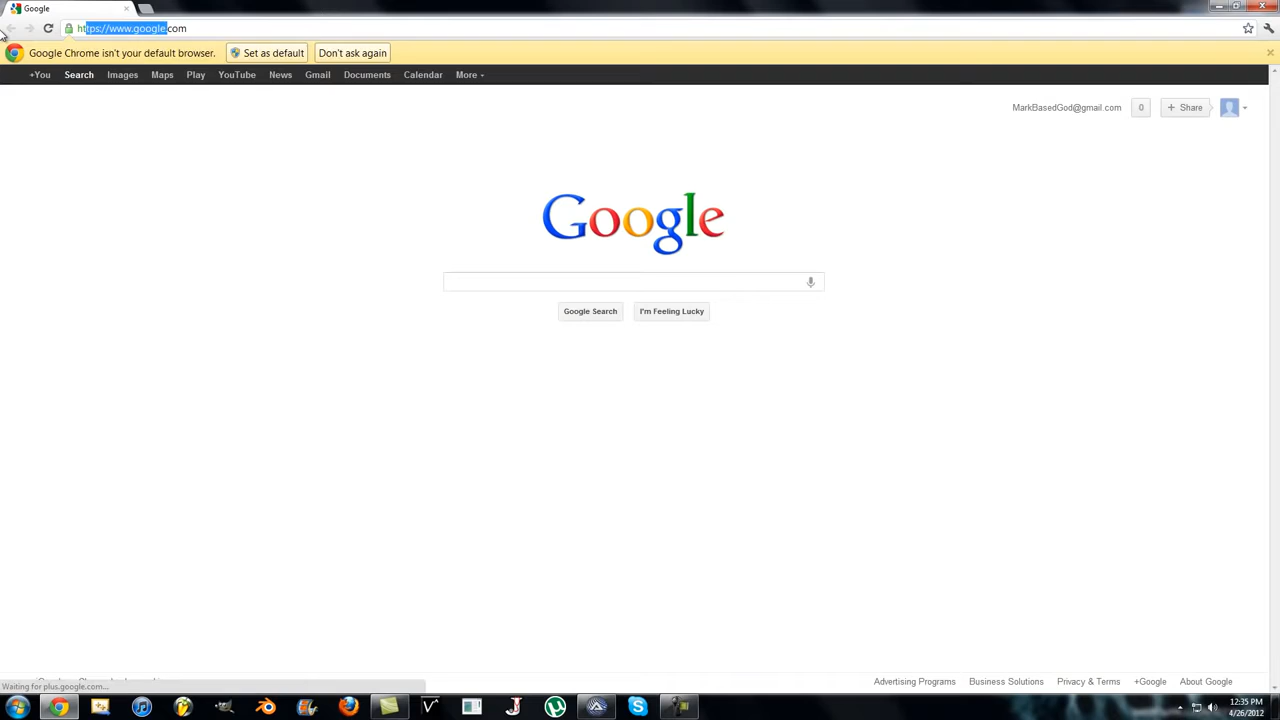 Google
https://www.google.com
Google Chrome isn't your default browser. Set as default Don't ask again
+You Search Images Maps Play YouTube News Gmail Documents Calendar More
MarkBasedGod@gmail.com 0 + Share
Google
Google Search I'm Feeling Lucky
Advertising Programs Business Solutions Privacy & Terms +Google About Google
Waiting for plus.google.com...
12:35 PM
4/26/2012